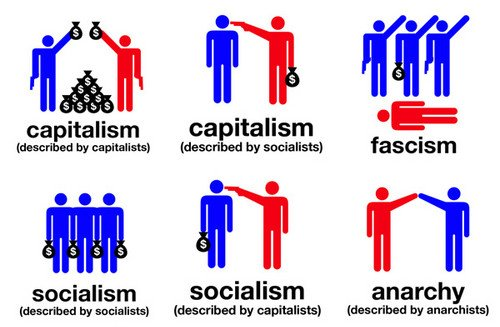 $ $
$
$ $
$ $ $
$ $ $ $
capitalism
(described by capitalists)
$
capitalism
(described by socialists)
$
fascism
$ $ $ $
socialism
(described by socialists)
$
socialism
(described by capitalists)
anarchy
(described by anarchists)